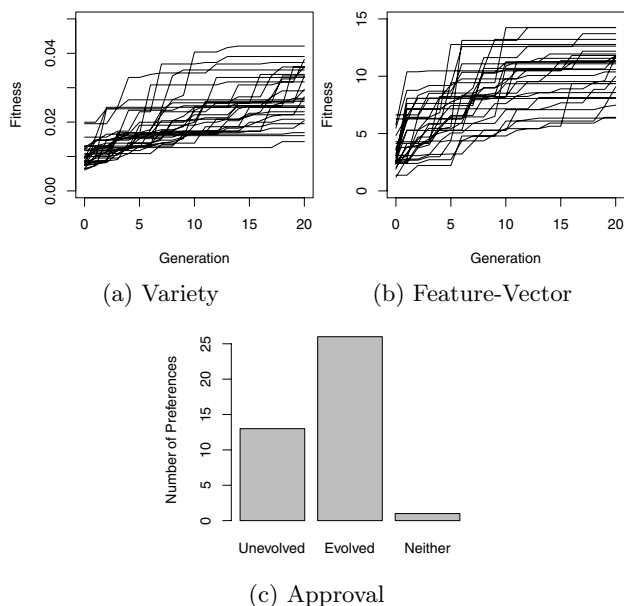 Fitness
0.00 0.02 0.04
0 5 10 15 20
Generation
(a) Variety
Fitness
0 5 10 15
0 5 10 15 20
Generation
(b) Feature-Vector
Number of Preferences
0 5 10 15 20 25
Unevolved Evolved Neither
(c) Approval